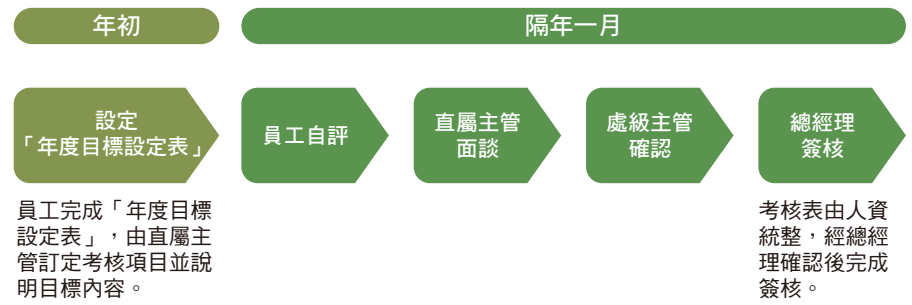 年初
隔年一月
設定
「年度目標設定表」
員工自評
直屬主管
面談
處級主管
確認
總經理
簽核
員工完成「年度目標
設定表」，由直屬主
管訂定考核項目並說
明目標內容。
考核表由人資
統整，經總經
理確認後完成
簽核。